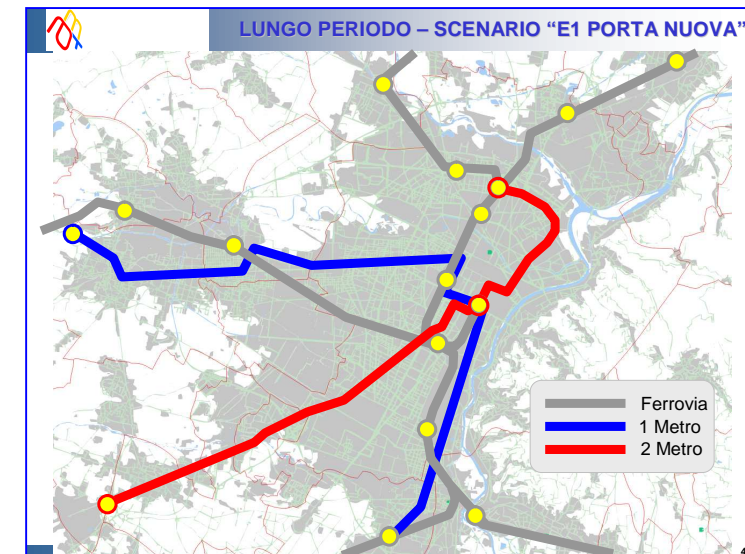 LUNGO PERIODO – SCENARIO “E1 PORTA NUOVA”
Ferrovia
1 Metro
2 Metro